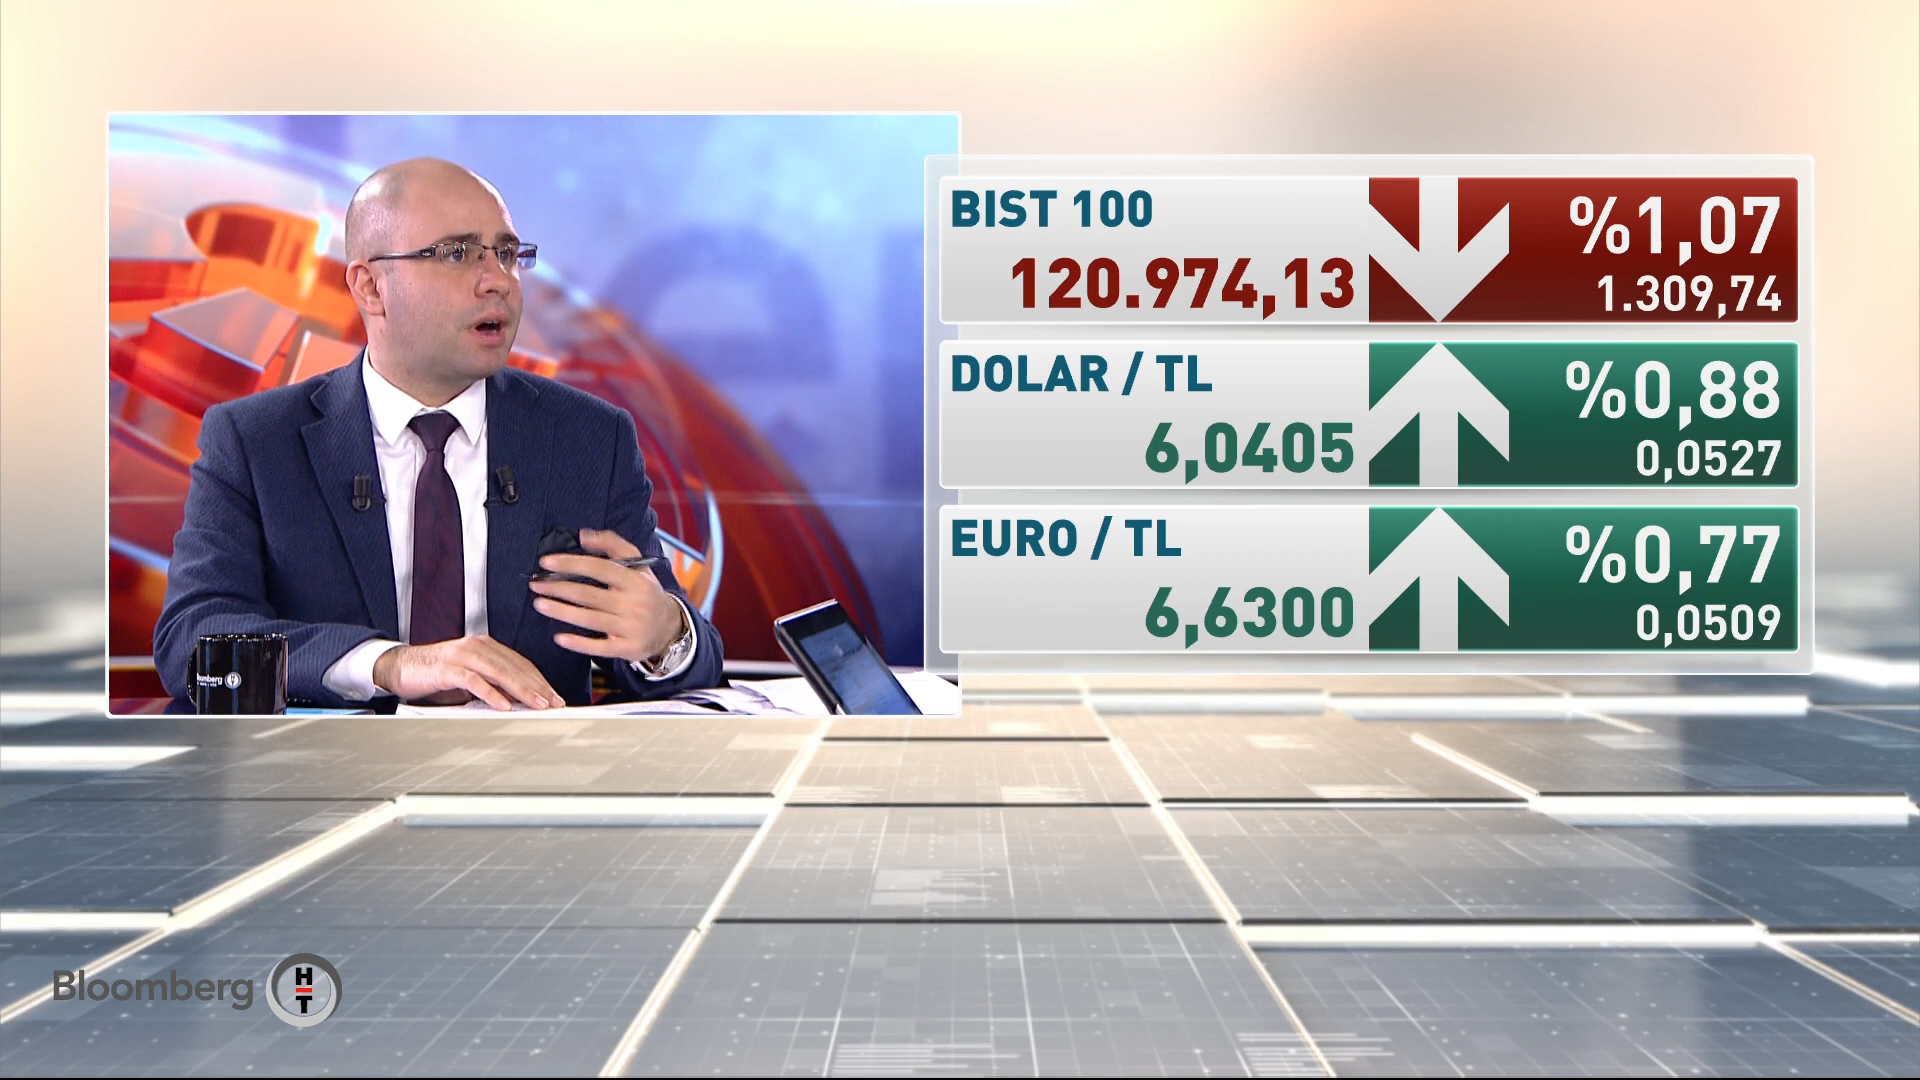 BIST 100
120.974,13
%1,07
1.309,74
DOLAR / TL
6,0405
%0,88
0,0527
EURO / TL
6,6300
%0,77
0,0509
Bloomberg HT